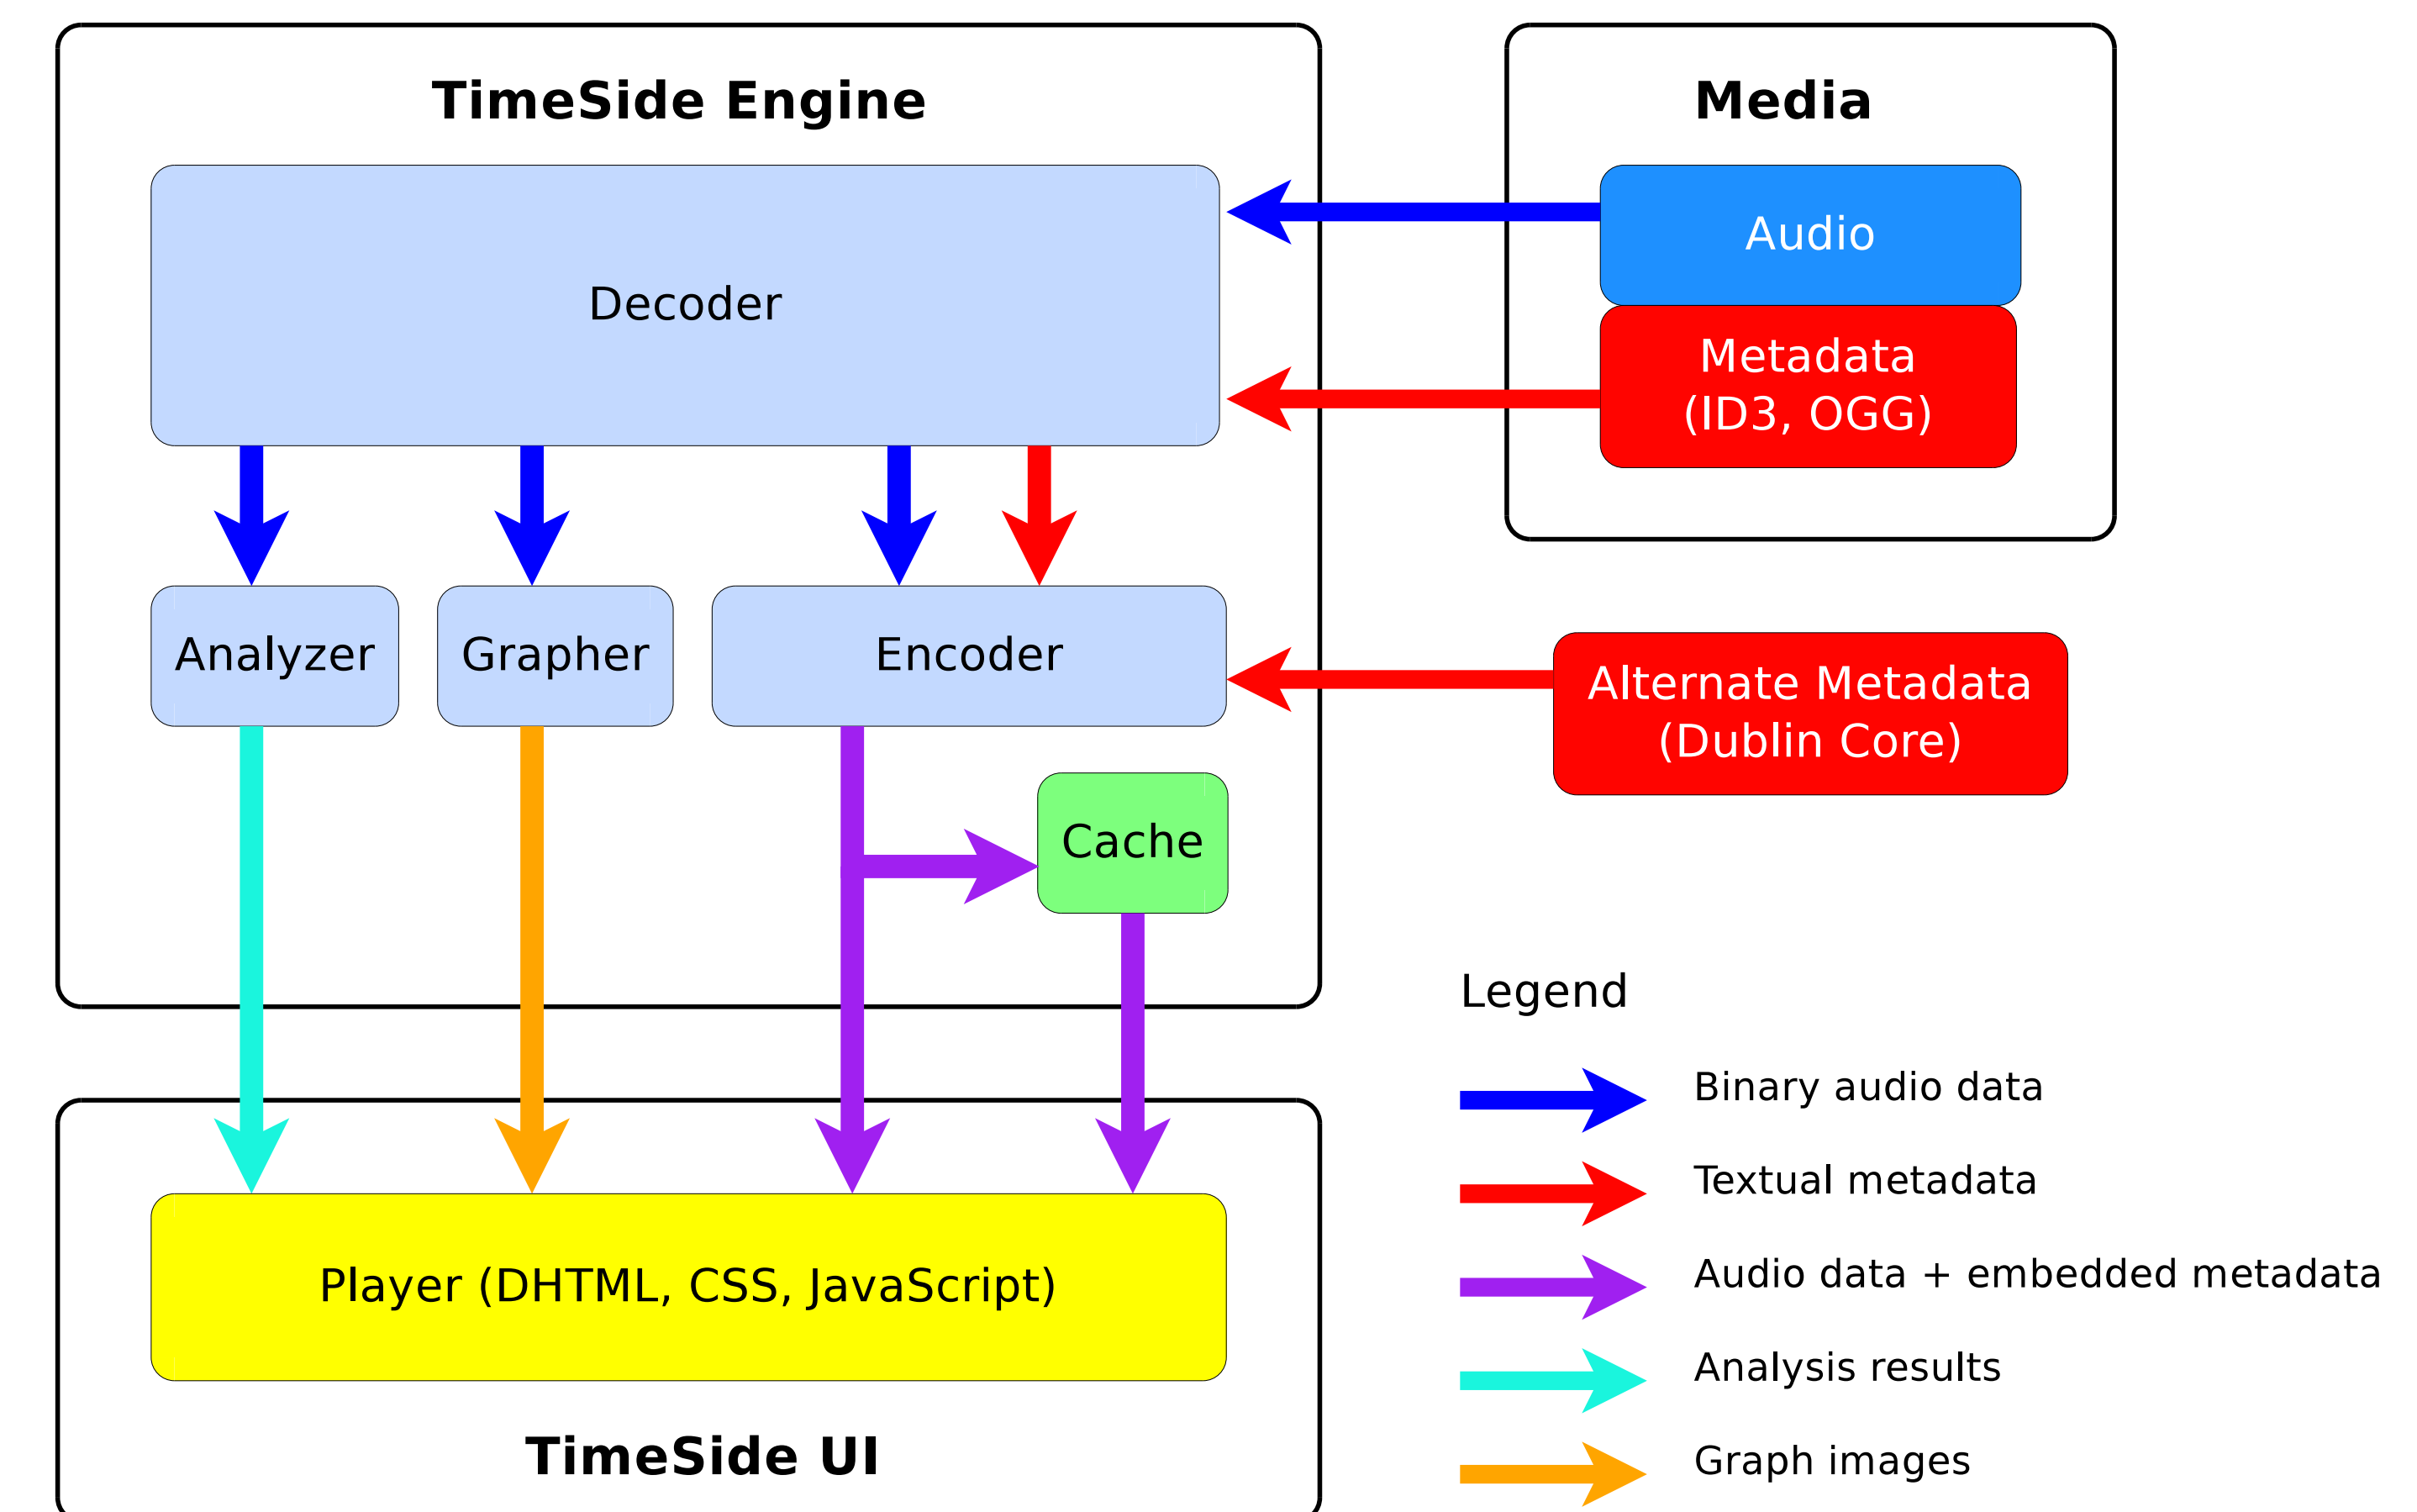 TimeSide Engine
Media
Decoder
Audio
Metadata
(ID3, OGG)
Analyzer
Grapher
Encoder
Alternate Metadata
(Dublin Core)
Cache
Legend
Binary audio data
Textual metadata
Audio data + embedded metadata
Analysis results
Graph images
Player (DHTML, CSS, JavaScript)
TimeSide UI